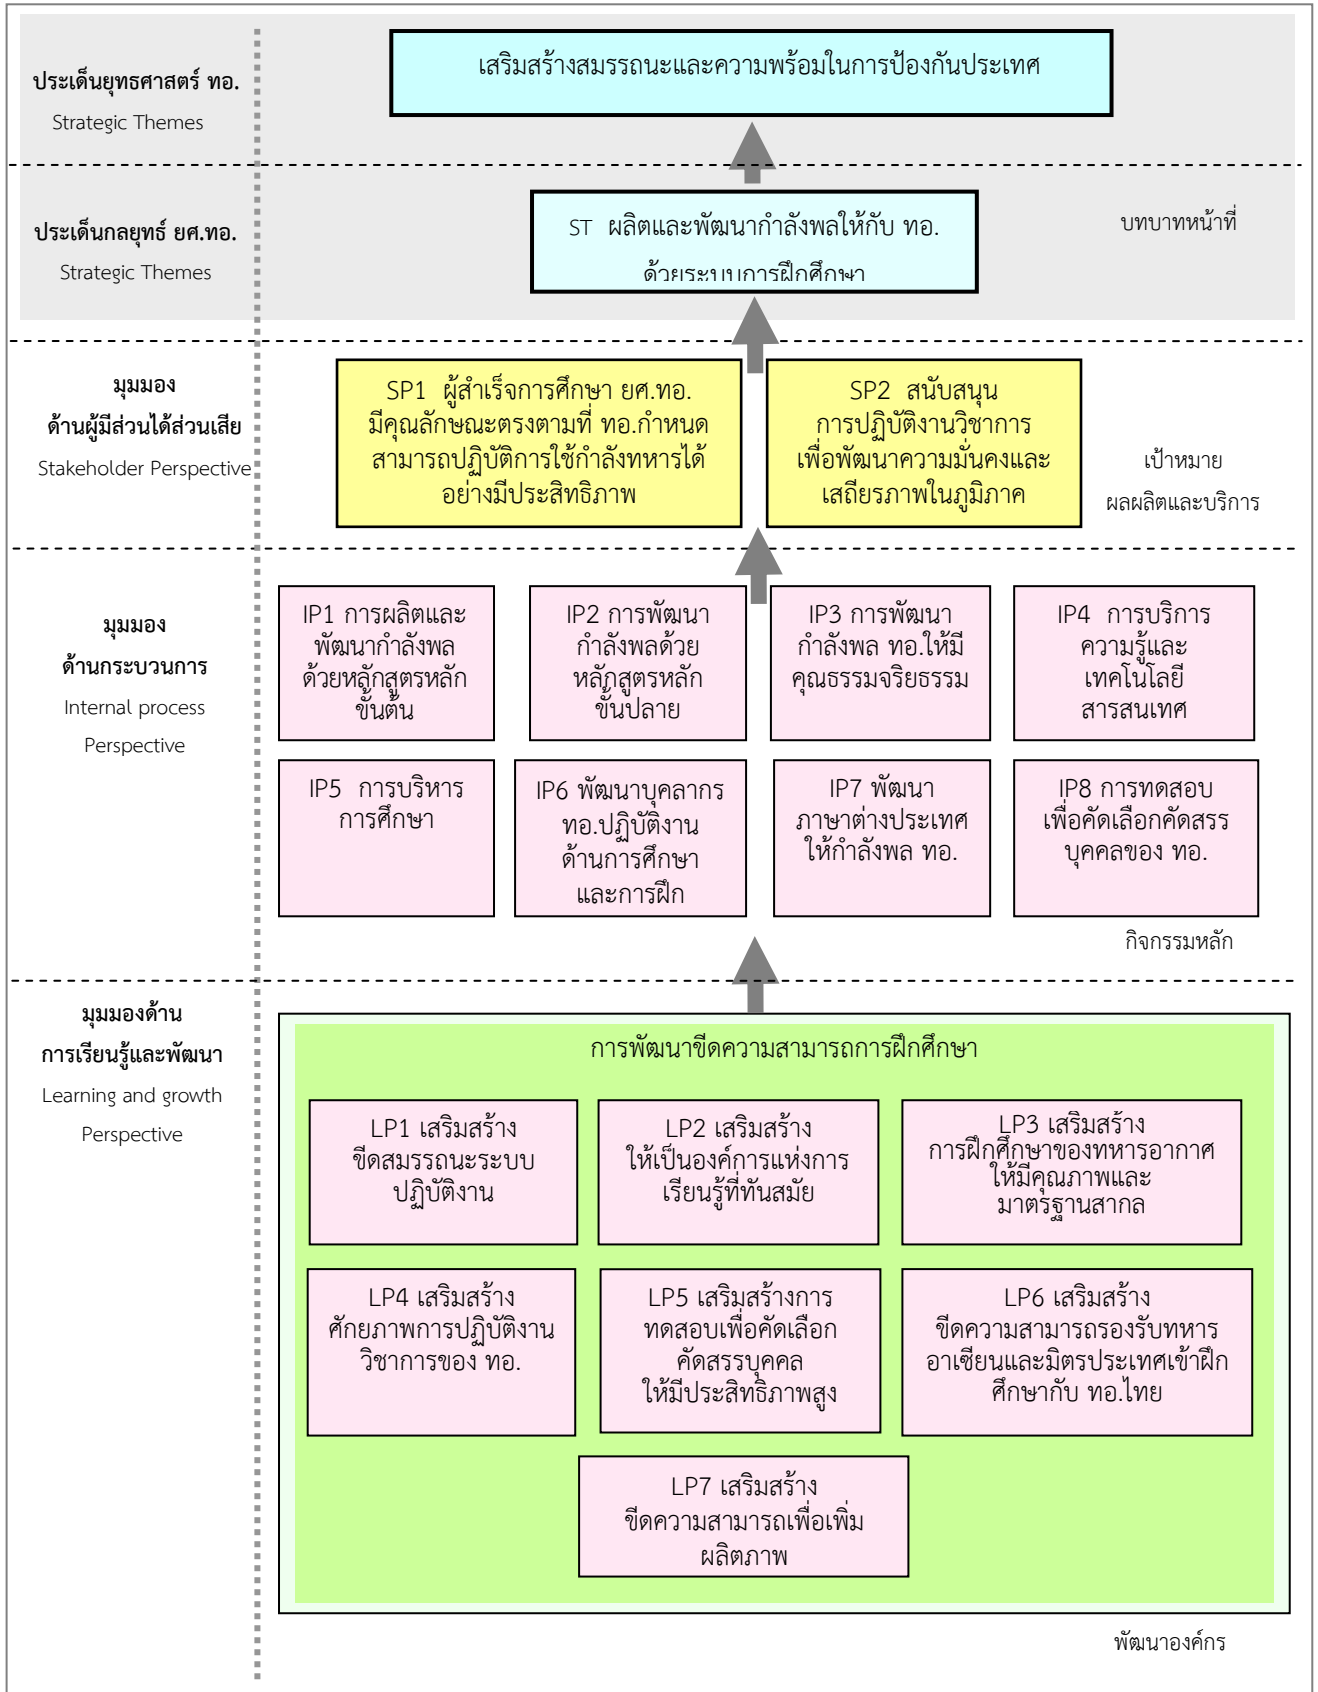 ประเด็นยุทธศาสตร์ ทอ.
Strategic Themes
เสริมสร้างสมรรถนะและความพร้อมในการป้องกันประเทศ
ประเด็นกลยุทธ์ ยศ.ทอ.
Strategic Themes
ST ผลิตและพัฒนากำลังพลให้กับ ทอ.
ด้วยระบบการฝึกศึกษา
บทบาทหน้าที่
มุมมอง
ด้านผู้มีส่วนได้ส่วนเสีย
Stakeholder Perspective
SP1 ผู้สำเร็จการศึกษา ยศ.ทอ.
มีคุณลักษณะตรงตามที่ ทอ.กำหนด
สามารถปฏิบัติการใช้กำลังทหารได้
อย่างมีประสิทธิภาพ
SP2 สนับสนุน
การปฏิบัติงานวิชาการ
เพื่อพัฒนาความมั่นคงและ
เสถียรภาพในภูมิภาค
เป้าหมาย
ผลผลิตและบริการ
มุมมอง
ด้านกระบวนการ
Internal process
Perspective
IP1 การผลิตและ
พัฒนากำลังพล
ด้วยหลักสูตรหลัก
ขั้นต้น
IP2 การพัฒนา
กำลังพลด้วย
หลักสูตรหลัก
ขั้นปลาย
IP3 การพัฒนา
กำลังพล ทอ.ให้มี
คุณธรรมจริยธรรม
IP4 การบริการ
ความรู้และ
เทคโนโลยี
สารสนเทศ
IP5 การบริหาร
การศึกษา
IP6 พัฒนาบุคลากร
ทอ.ปฏิบัติงาน
ด้านการศึกษา
และการฝึก
IP7 พัฒนา
ภาษาต่างประเทศ
ให้กำลังพล ทอ.
IP8 การทดสอบ
เพื่อคัดเลือกคัดสรร
บุคคลของ ทอ.
กิจกรรมหลัก
มุมมองด้าน
การเรียนรู้และพัฒนา
Learning and growth
Perspective
การพัฒนาขีดความสามารถการฝึกศึกษา
LP1 เสริมสร้าง
ขีดสมรรถนะระบบ
ปฏิบัติงาน
LP2 เสริมสร้าง
ให้เป็นองค์การแห่งการ
เรียนรู้ที่ทันสมัย
LP3 เสริมสร้าง
การฝึกศึกษาของทหารอากาศ
ให้มีคุณภาพและ
มาตรฐานสากล
LP4 เสริมสร้าง
ศักยภาพการปฏิบัติงาน
วิชาการของ ทอ.
LP5 เสริมสร้างการ
ทดสอบเพื่อคัดเลือก
คัดสรรบุคคล
ให้มีประสิทธิภาพสูง
LP6 เสริมสร้าง
ขีดความสามารถรองรับทหาร
อาเซียนและมิตรประเทศเข้าฝึก
ศึกษากับ ทอ.ไทย
LP7 เสริมสร้าง
ขีดความสามารถเพื่อเพิ่ม
ผลิตภาพ
พัฒนาองค์กร